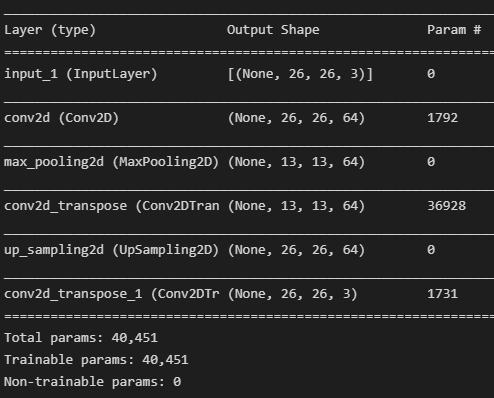 Layer (type) Output Shape Param #
input_1 (InputLayer) [(None, 26, 26, 3)] 0
conv2d (Conv2D) (None, 26, 26, 64) 1792
max_pooling2d (MaxPooling2D) (None, 13, 13, 64) 0
conv2d_transpose (Conv2DTran (None, 13, 13, 64) 36928
up_sampling2d (UpSampling2D) (None, 26, 26, 64) 0
conv2d_transpose_1 (Conv2DTr (None, 26, 26, 3) 1731
Total params: 40,451
Trainable params: 40,451
Non-trainable params: 0